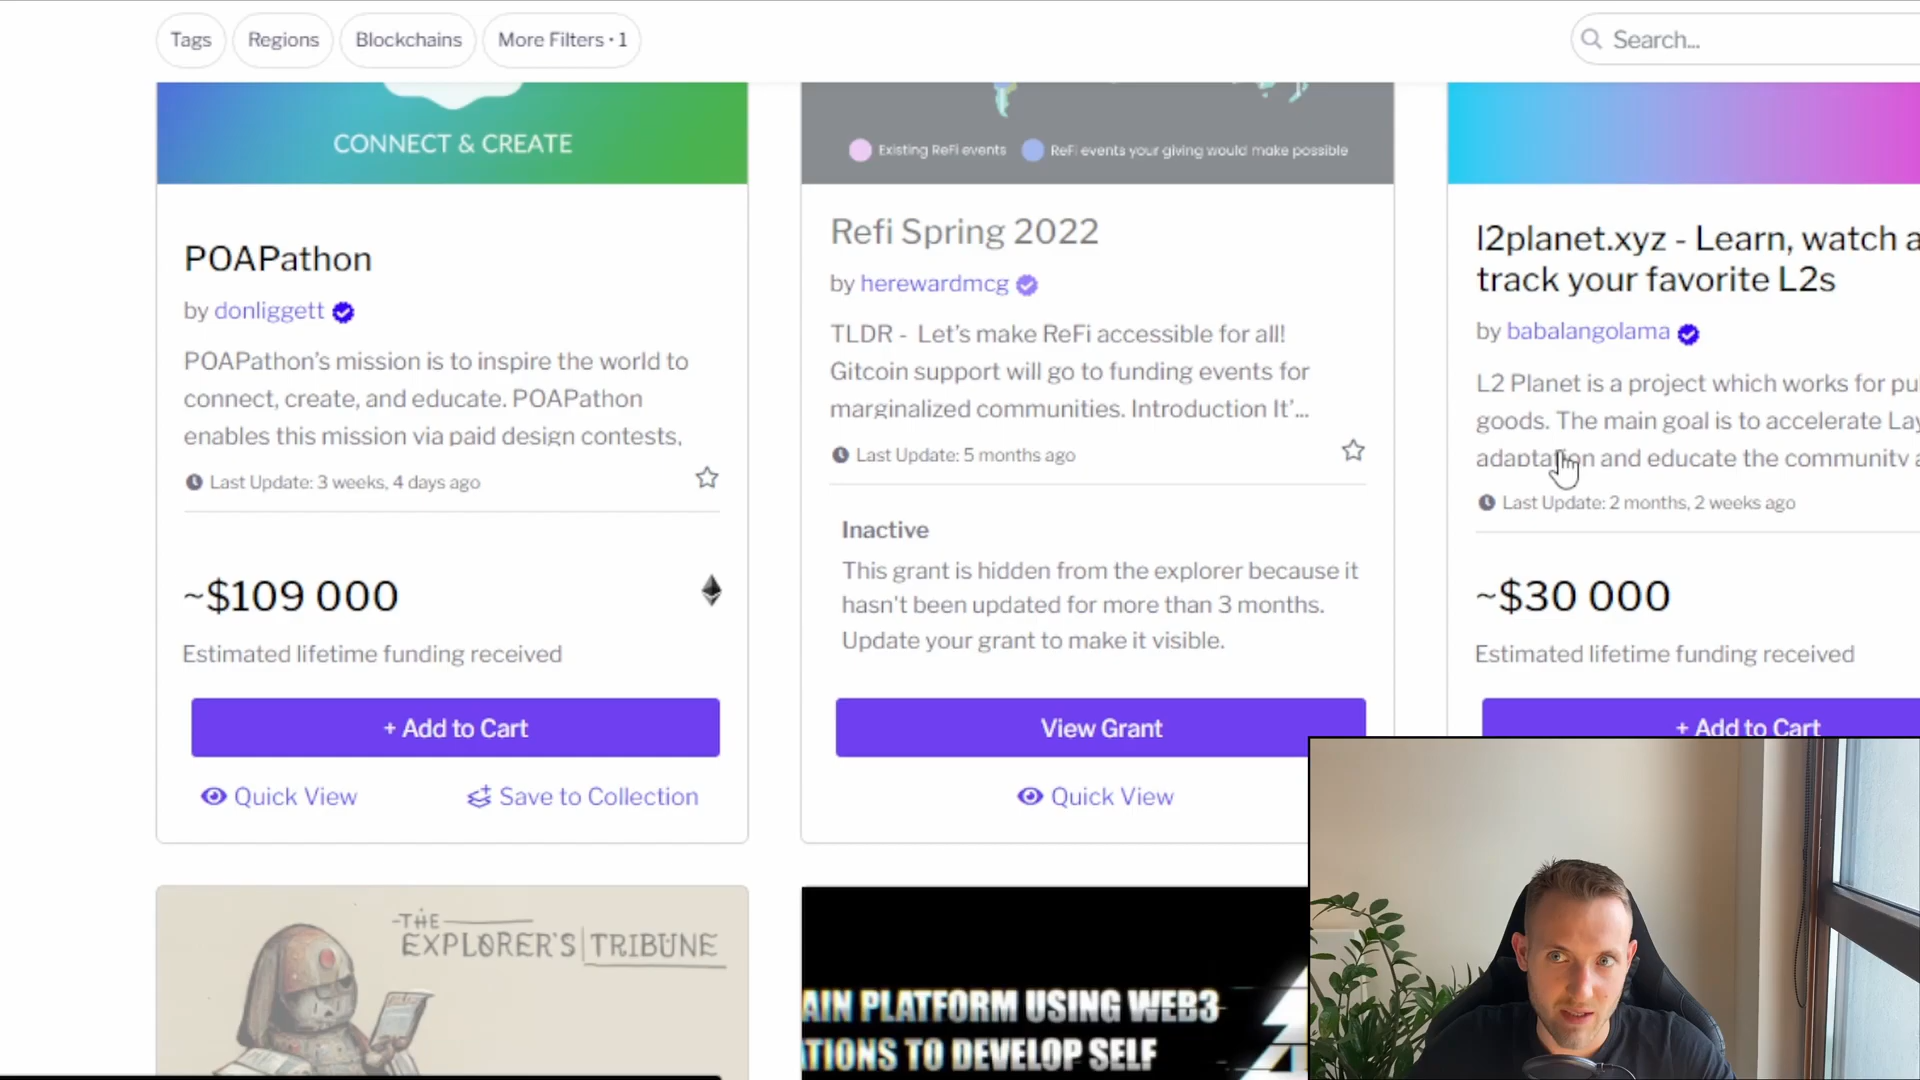 Tags
Regions
Blockchains
More Filters • 1
Search...
CONNECT & CREATE
POAPathon
by donliggett
POAPathon’s mission is to inspire the world to
connect, create, and educate. POAPathon
enables this mission via paid design contests,
Last Update: 3 weeks, 4 days ago
~$109 000
Estimated lifetime funding received
+ Add to Cart
Quick View
Save to Collection
Existing ReFi events
ReFi events your giving would make possible
Refi Spring 2022
by herewardmcg
TLDR - Let’s make ReFi accessible for all!
Gitcoin support will go to funding events for
marginalized communities. Introduction It’...
Last Update: 5 months ago
Inactive
This grant is hidden from the explorer because it
hasn't been updated for more than 3 months.
Update your grant to make it visible.
View Grant
Quick View
l2planet.xyz - Learn, watch a
track your favorite L2s
by babalangolama
L2 Planet is a project which works for pu
goods. The main goal is to accelerate Lay
adaptation and educate the community a
Last Update: 2 months, 2 weeks ago
~$30 000
Estimated lifetime funding received
+ Add to Cart
THE
EXPLORER'S TRIBUNE
AIN PLATFORM USING WEB3
TIONS TO DEVELOP SELF